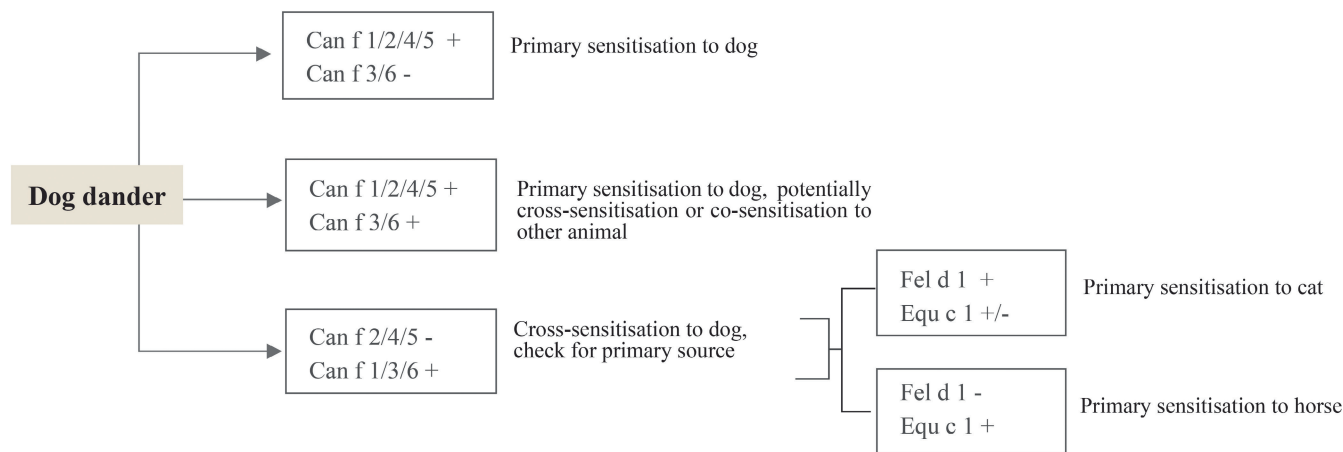 Dog dander
Can f 1/2/4/5 +
Can f 3/6 -
Primary sensitisation to dog
Can f 1/2/4/5 +
Can f 3/6 +
Primary sensitisation to dog, potentially
cross-sensitisation or co-sensitisation to
other animal
Can f 2/4/5 -
Can f 1/3/6 +
Cross-sensitisation to dog,
check for primary source
Fel d 1 +
Equ c 1 +/-
Primary sensitisation to cat
Fel d 1 -
Equ c 1 +
Primary sensitisation to horse